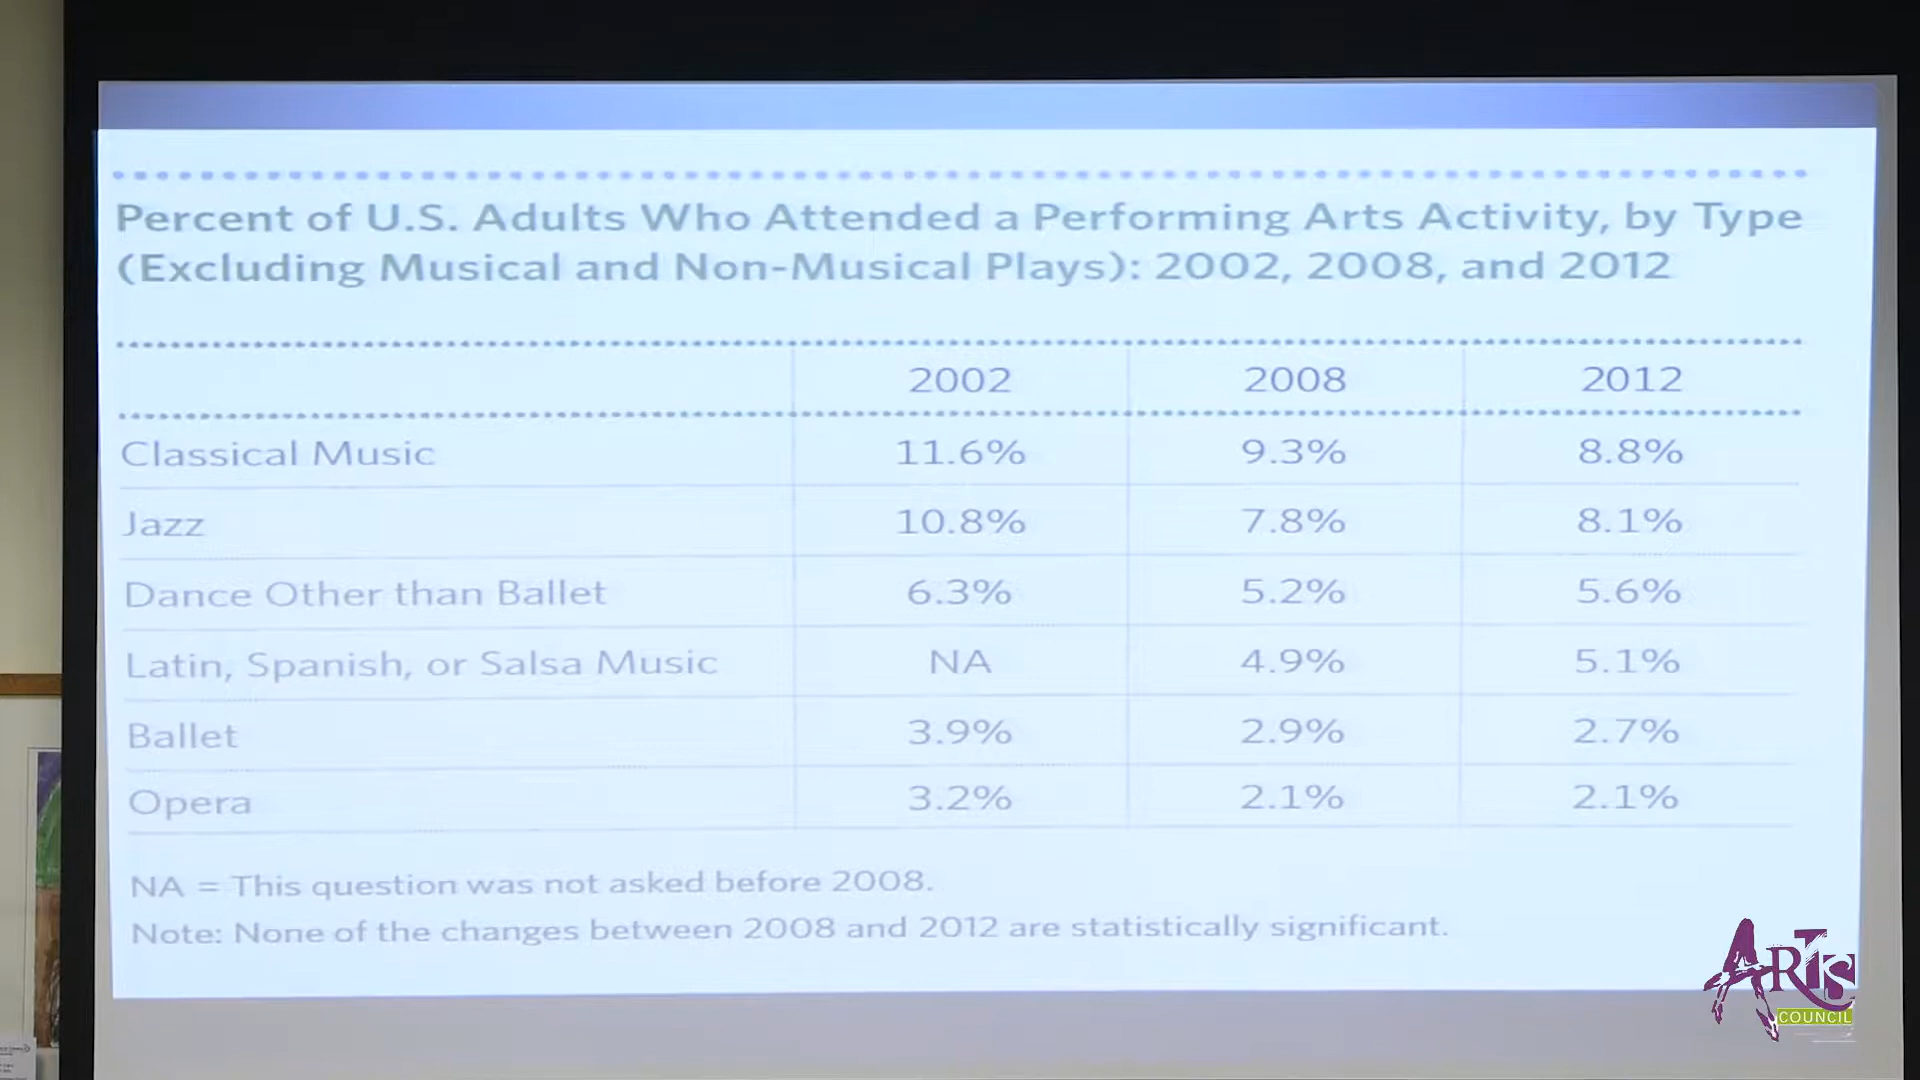 Percent of U.S. Adults Who Attended a Performing Arts Activity, by Type
(Excluding Musical and Non-Musical Plays): 2002, 2008, and 2012
2002 2008 2012
Classical Music 11.6% 9.3% 8.8%
Jazz 10.8% 7.8% 8.1%
Dance Other than Ballet 6.3% 5.2% 5.6%
Latin, Spanish, or Salsa Music NA 4.9% 5.1%
Ballet 3.9% 2.9% 2.7%
Opera 3.2% 2.1% 2.1%
NA = This question was not asked before 2008.
Note: None of the changes between 2008 and 2012 are statistically significant.
ARTS
COUNCIL